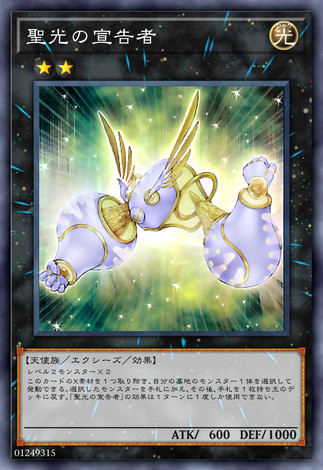 聖光の宣告者
光
【天使族／エクシーズ／効果】
レベル２モンスター×２
このカードのX素材を１つ取り除き、自分の墓地のモンスター１体を選択して
発動できる。選択したモンスターを手札に加え、その後、手札を１枚持ち主のデ
ッキに戻す。「聖光の宣告者」の効果は１ターンに１度しか使用できない。
ATK/ 600 DEF/1000
01249315